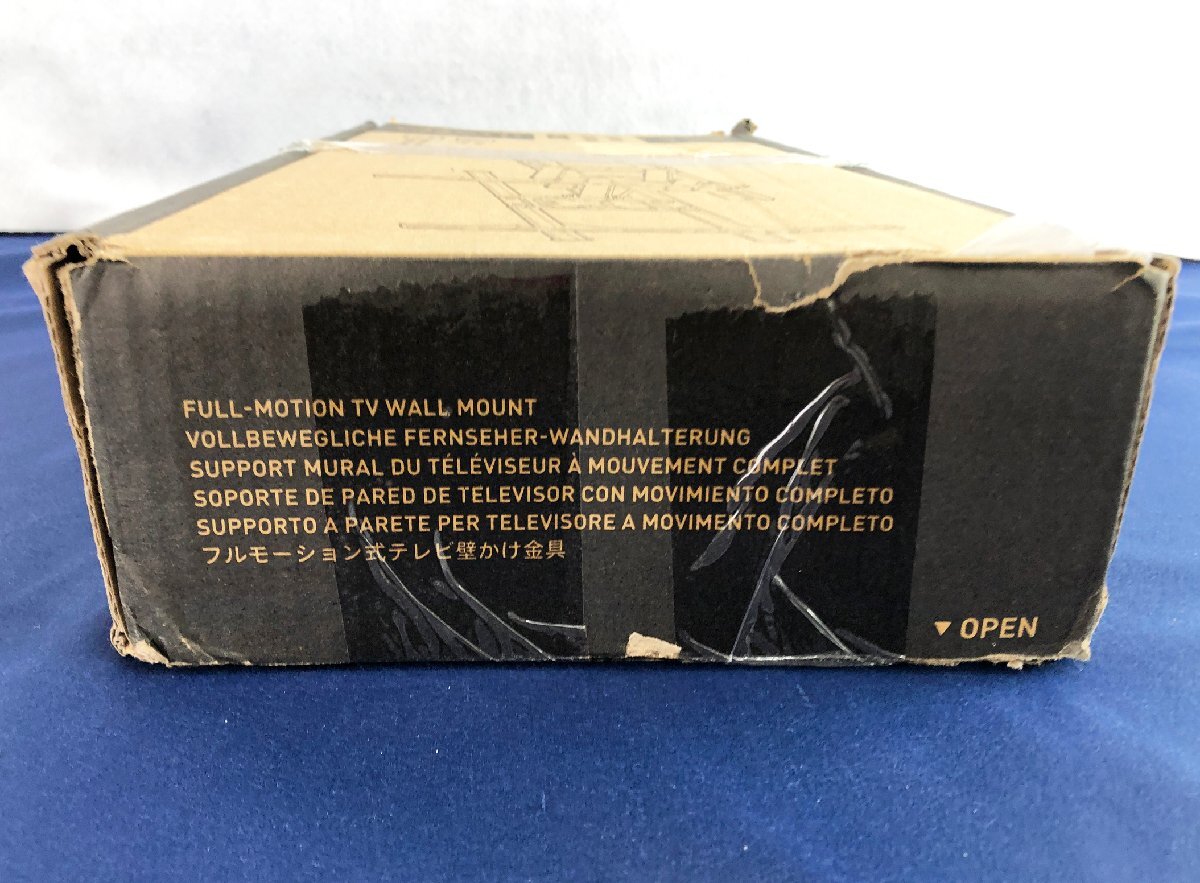 FULL-MOTION TV WALL MOUNT
VOLLBEWEGLICHE FERNSEHER-WANDHALTERUNG
SUPPORT MURAL DU TÉLÉVISEUR À MOUVEMENT COMPLET
SOPORTE DE PARED DE TELEVISOR CON MOVIMIENTO COMPLETO
SUPPORTO A PARETE PER TELEVISORE A MOVIMENTO COMPLETO
フルモーション式テレビ壁かけ金具
▼ OPEN